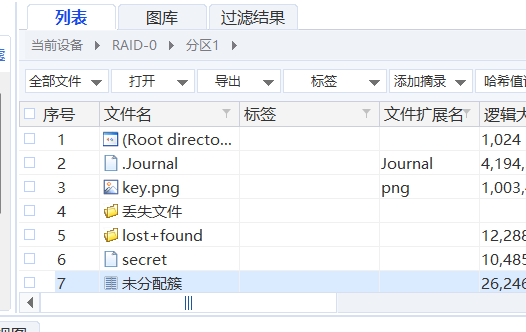 列表 图库 过滤结果
当前设备 RAID-0 分区1
全部文件 打开 导出 标签 添加摘录 哈希值
序号 文件名 标签 文件扩展名 逻辑大
1 (Root directo... 1,024
2 .Journal Journal 4,194,
3 key.png png 1,003,
4 丢失文件
5 lost+found 12,288
6 secret 10,485
7 未分配簇 26,246